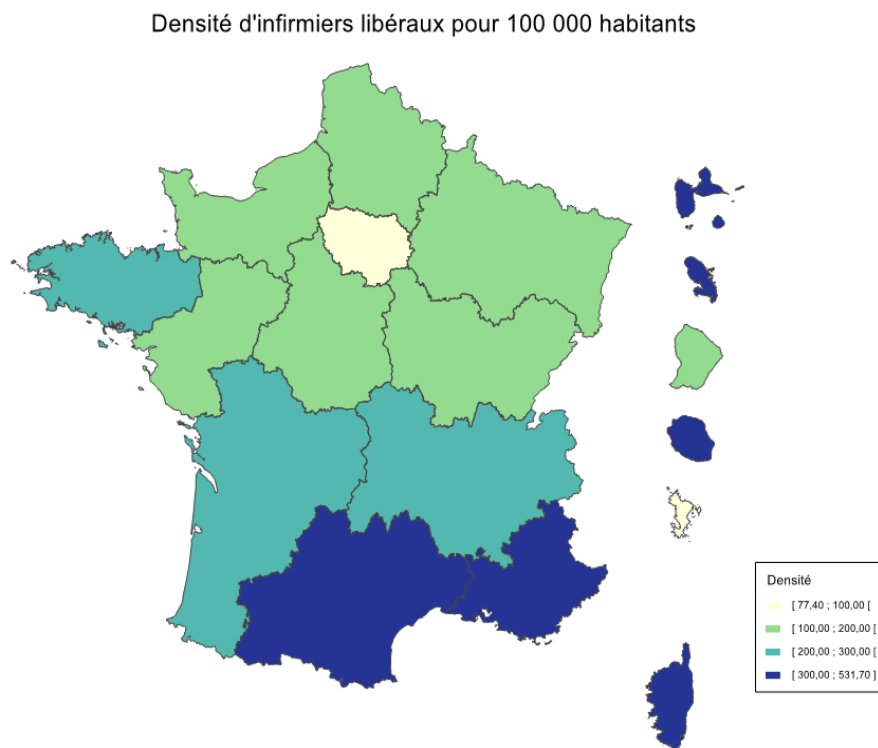 Densité d'infirmiers libéraux pour 100 000 habitants
Densité
[ 77,40 ; 100,00 [
[ 100,00 ; 200,00 [
[ 200,00 ; 300,00 [
[ 300,00 ; 531,70 ]